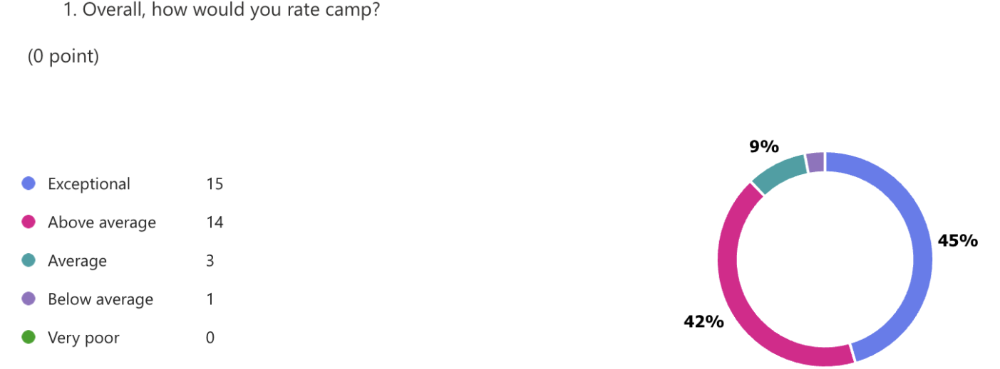 1. Overall, how would you rate camp?
(0 point)
Exceptional 15
Above average 14
Average 3
Below average 1
Very poor 0
9%
45%
42%